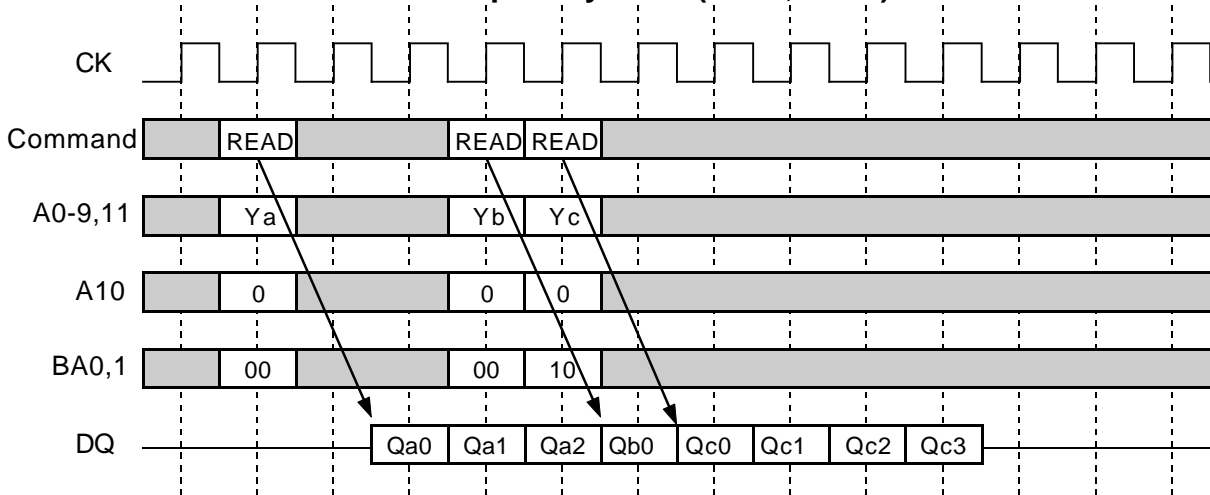 CK
Command READ READ READ
A0-9,11 Ya Yb Yc
A10 0 0 0
BA0,1 00 00 10
DQ Qa0 Qa1 Qa2 Qb0 Qc0 Qc1 Qc2 Qc3